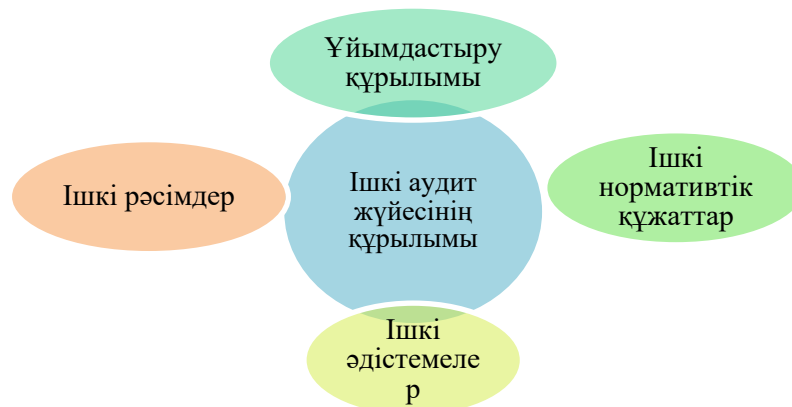 Ұйымдастыру
құрылымы
Ішкі рәсімдер
Ішкі аудит
жүйесінің
құрылымы
Ішкі
нормативтік
құжаттар
Ішкі
әдістемеле
р